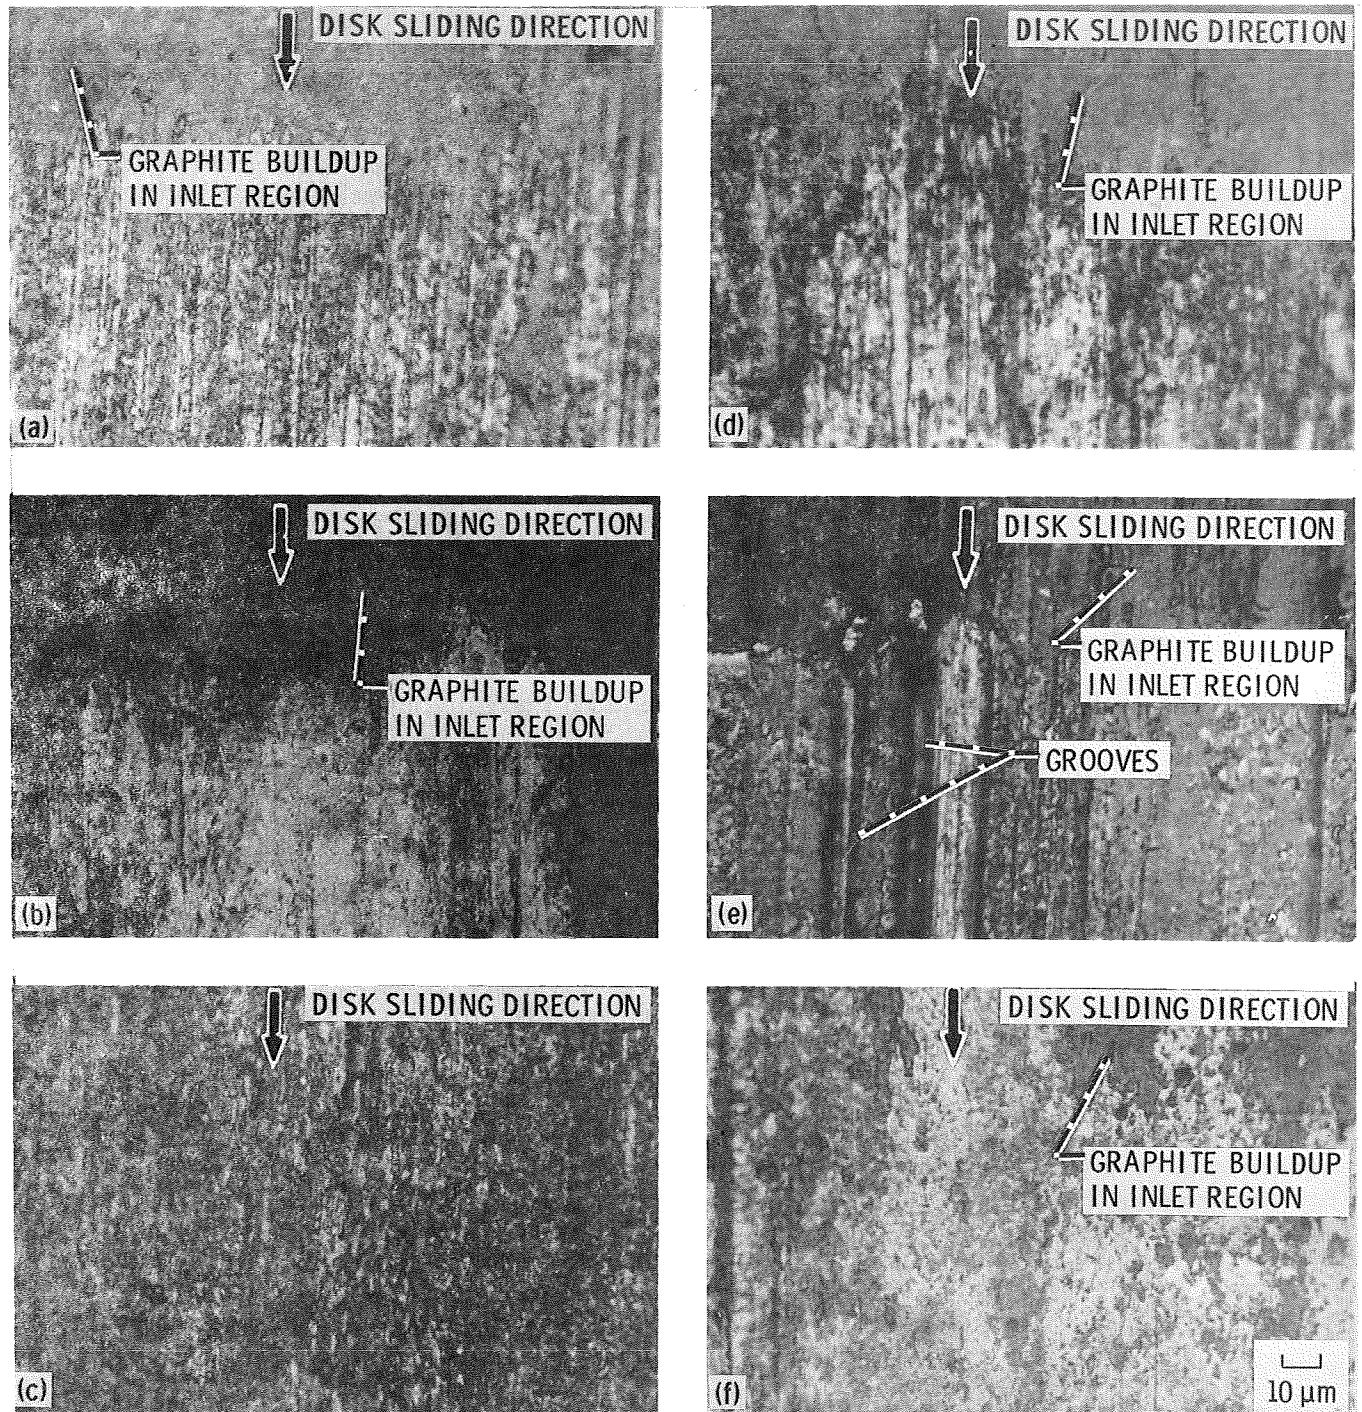 DISK SLIDING DIRECTION
GRAPHITE BUILDUP
IN INLET REGION
(a)
DISK SLIDING DIRECTION
GRAPHITE BUILDUP
IN INLET REGION
(d)
DISK SLIDING DIRECTION
GRAPHITE BUILDUP
IN INLET REGION
(b)
DISK SLIDING DIRECTION
GRAPHITE BUILDUP
IN INLET REGION
GROOVES
(e)
DISK SLIDING DIRECTION
(c)
DISK SLIDING DIRECTION
GRAPHITE BUILDUP
IN INLET REGION
(f)
10 µm